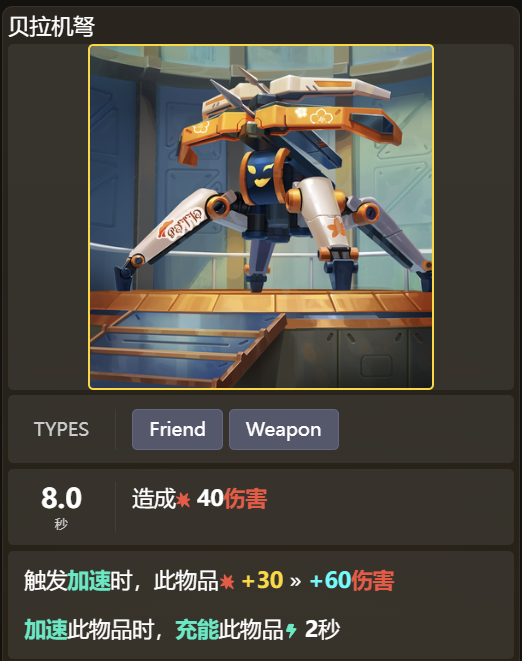 贝拉机弩
TYPES
Friend
Weapon
8.0
秒
造成 40伤害
触发加速时，此物品 +30 » +60伤害
加速此物品时，充能此物品 2秒